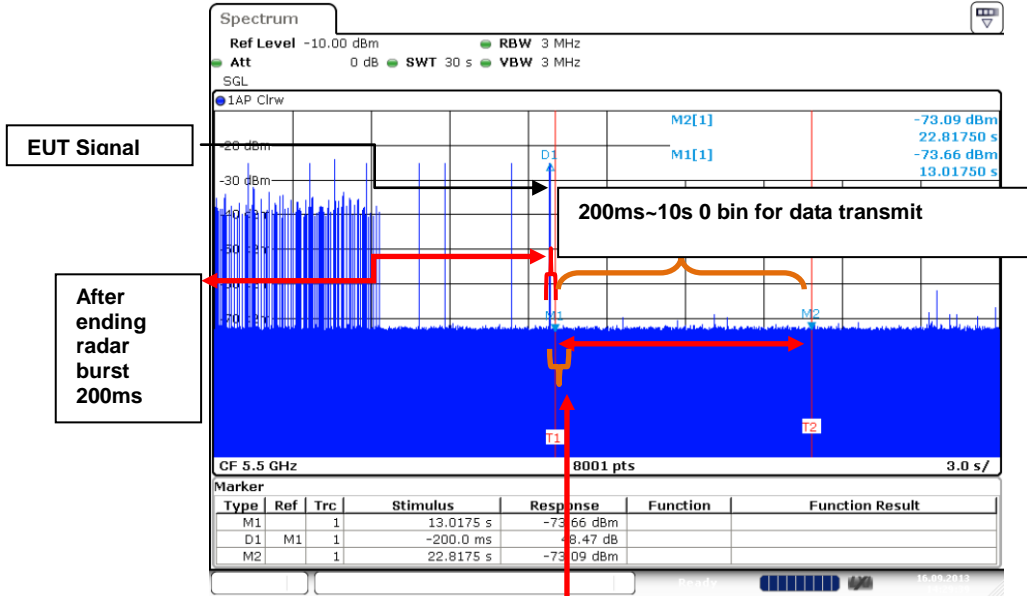 Spectrum
Ref Level -10.00 dBm RBW 3 MHz
Att 0 dB SWT 30 s VBW 3 MHz
SGL
1AP Clrw
M2[1] -73.09 dBm
22.81750 s
M1[1] -73.66 dBm
13.01750 s
EUT Signal
-20 dBm
D1
-30 dBm
200ms~10s 0 bin for data transmit
After
ending
radar
burst
200ms
M1
M2
T1
T2
CF 5.5 GHz 8001 pts 3.0 s/
Marker
Type Ref Trc Stimulus Response Function Function Result
M1 1 13.0175 s -73.66 dBm
D1 M1 1 -200.0 ms 48.47 dB
M2 1 22.8175 s -73.09 dBm
Ready 16.09.2013